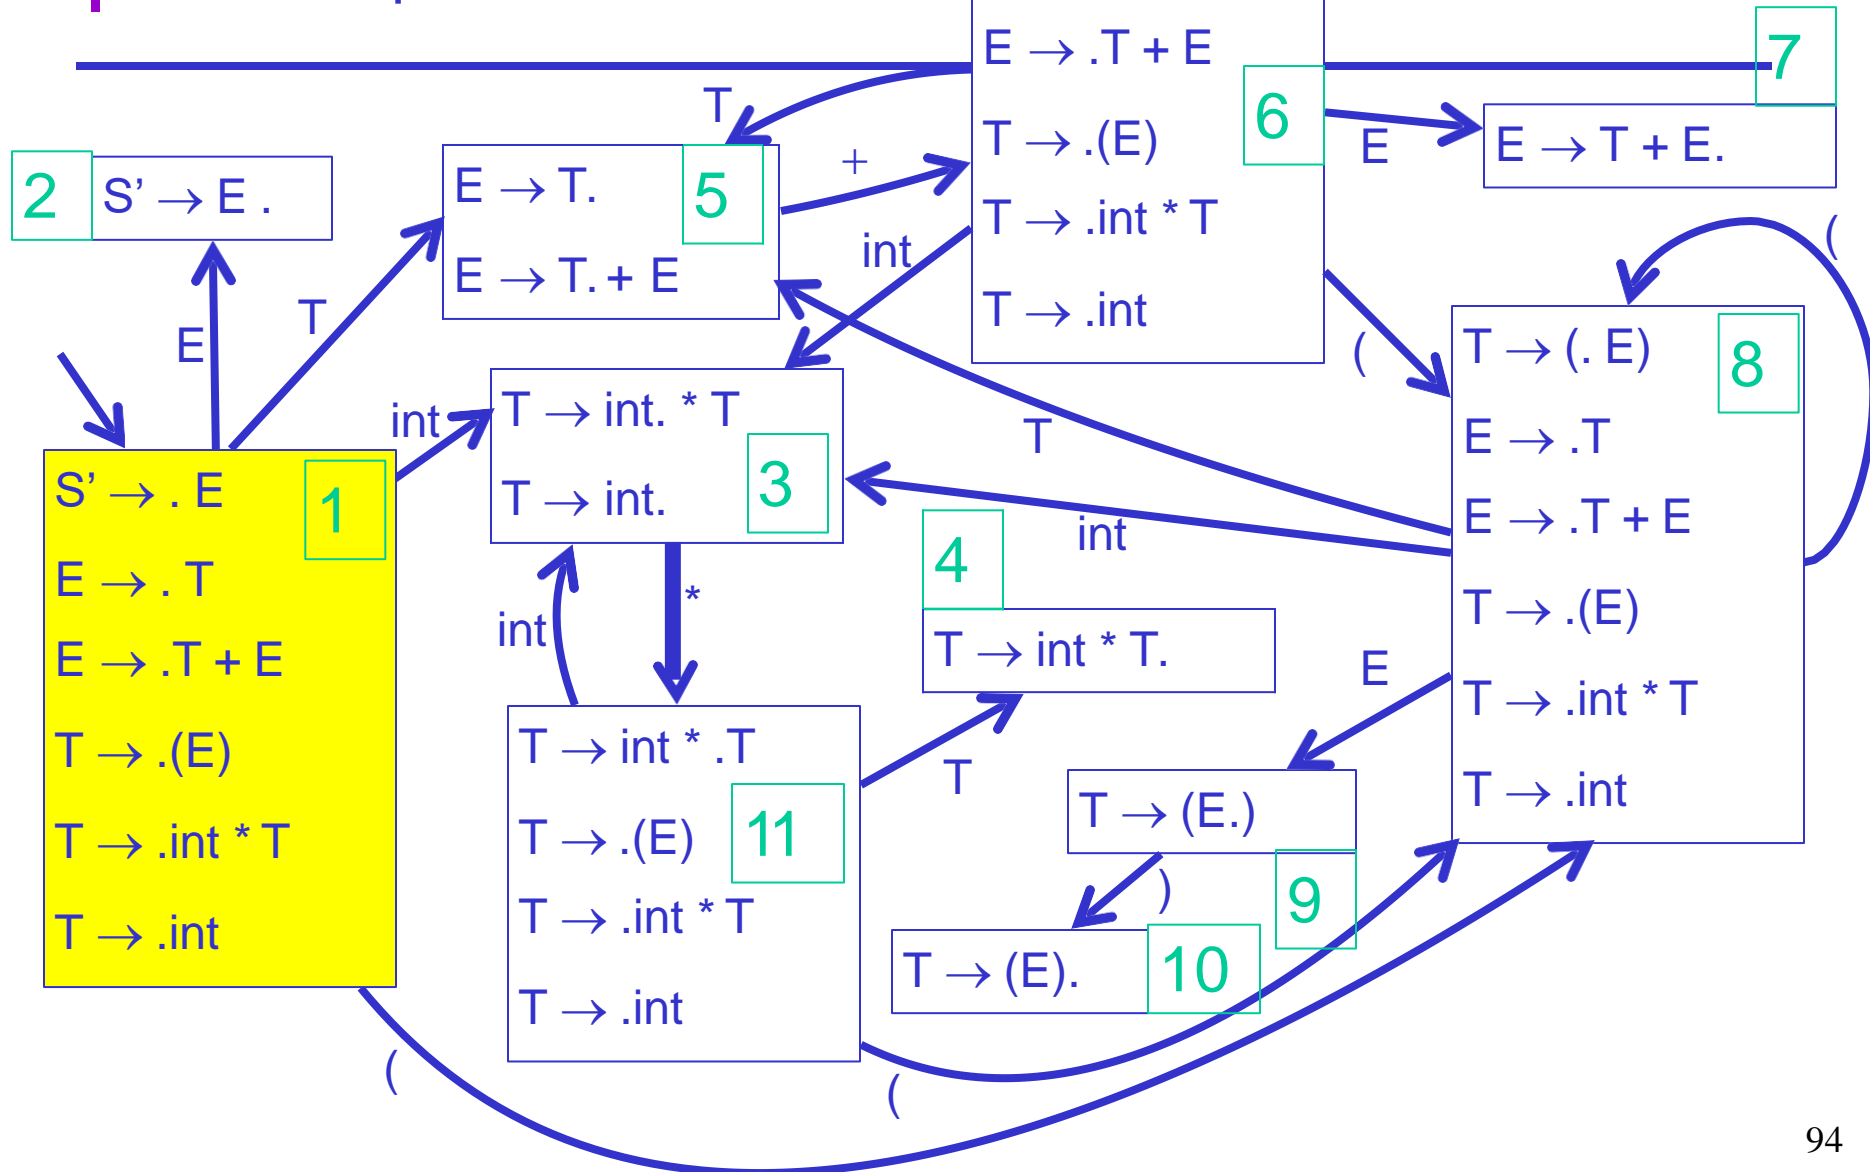 E → .T + E
T → .(E)
T → .int * T
T → .int
6
7
E
E → T + E.
2
S’ → E .
T
E → T.
E → T. + E
5
+
int
(
(
T → (. E)
E → .T
E → .T + E
T → .(E)
T → .int * T
T → .int
8
E
T
int
T → int. * T
T → int.
3
T
int
4
T → int * T.
S’ → . E
E → . T
E → .T + E
T → .(E)
T → .int * T
T → .int
1
int
*
T → int * .T
T → .(E)
T → .int * T
T → .int
11
T
E
T → (E.)
9
)
T → (E).
10
(
(
94